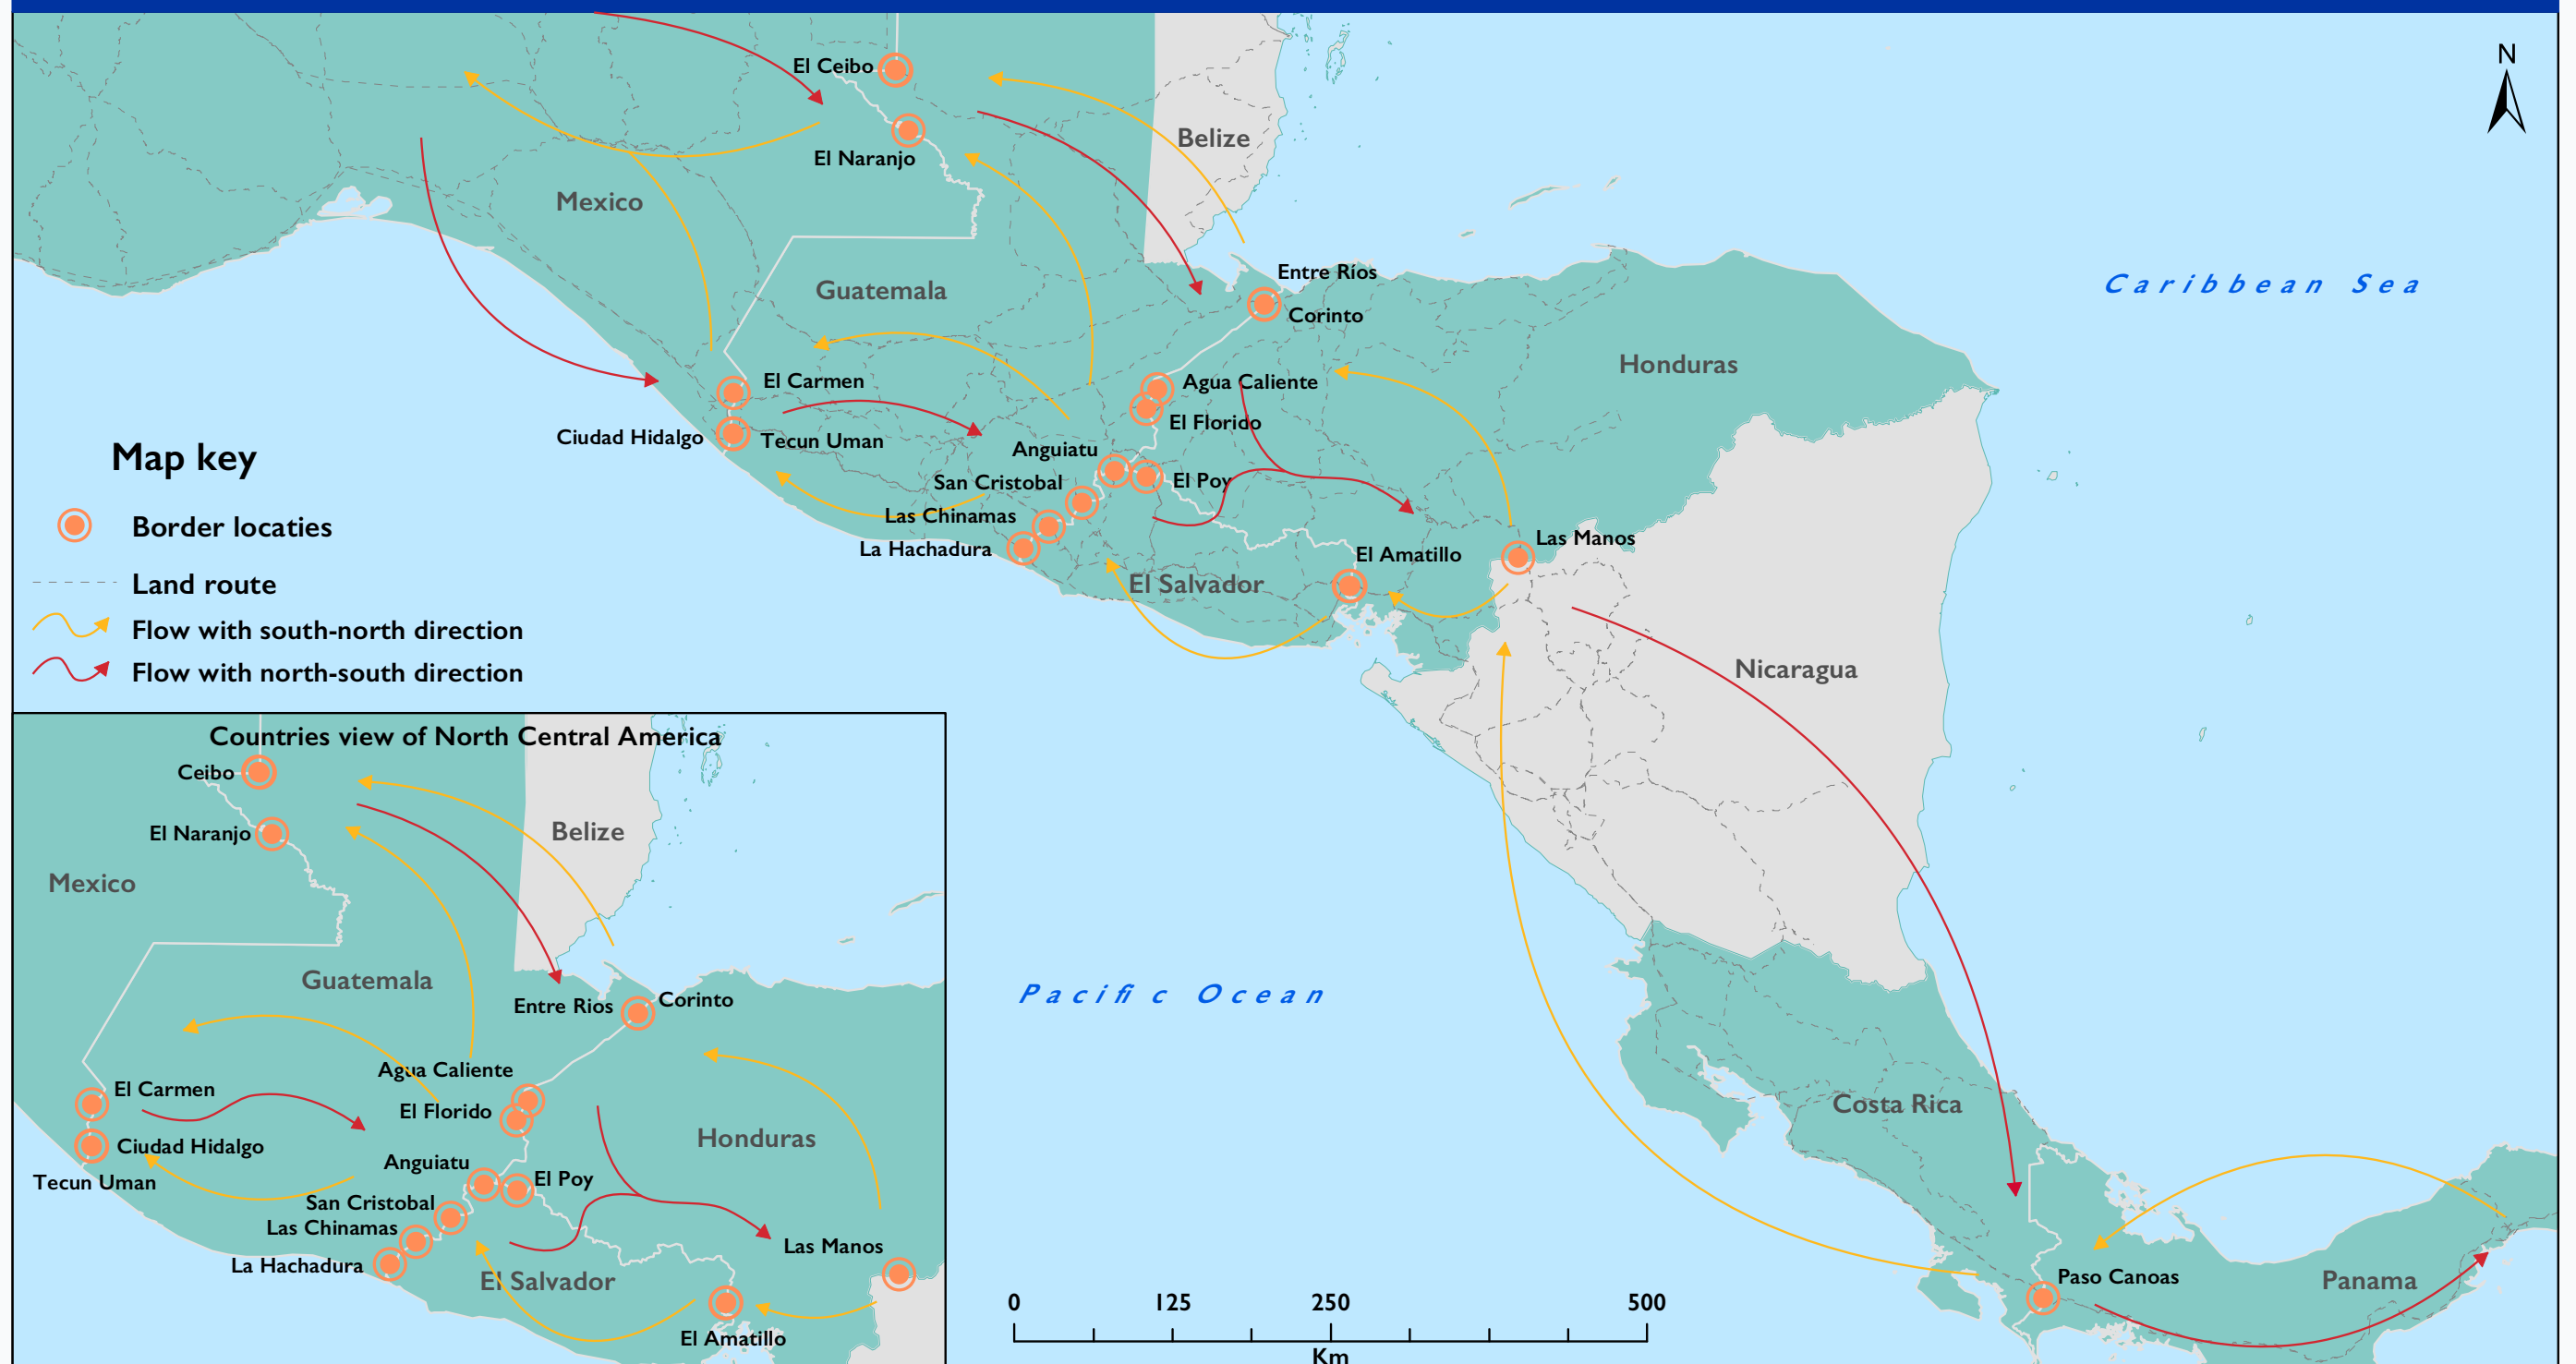 N
El Ceibo
Belize
El Naranjo
Mexico
Entre Ríos
Caribbean Sea
Guatemala
Corinto
Honduras
El Carmen
Agua Caliente
El Florido
Ciudad Hidalgo
Tecun Uman
Anguiatu
El Poy
San Cristobal
Las Chinamas
La Hachadura
Las Manos
El Amatillo
El Salvador
Nicaragua
Map key
Border locaties
Land route
Flow with south-north direction
Flow with north-south direction
Countries view of North Central America
Ceibo
El Naranjo
Belize
Mexico
Guatemala
Entre Rios
Corinto
Agua Caliente
El Carmen
El Florido
Honduras
Ciudad Hidalgo
Anguiatu
Tecun Uman
El Poy
San Cristobal
Las Chinamas
Las Manos
La Hachadura
El Salvador
El Amatillo
Pacific Ocean
Costa Rica
Paso Canoas
Panama
0 125 250 500
Km